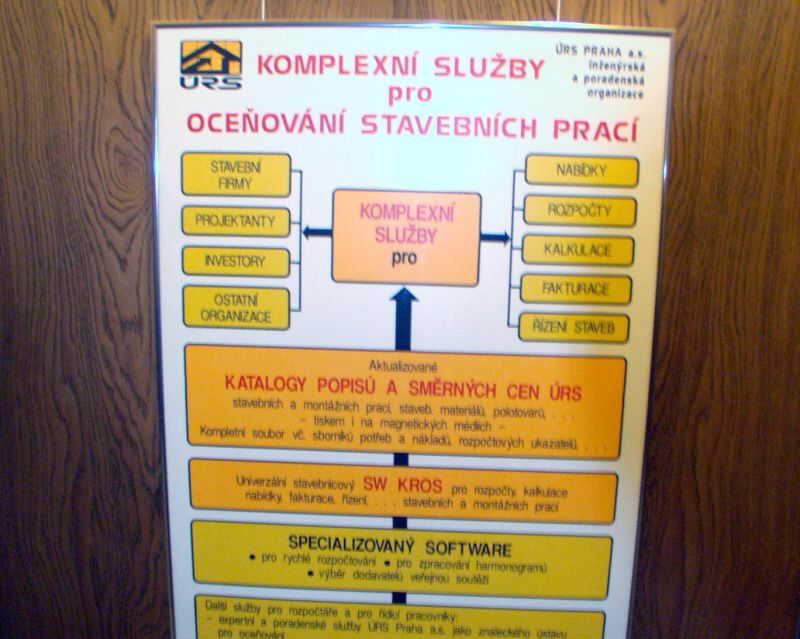 ÚRS
KOMPLEXNÍ SLUŽBY
pro
OCEŇOVÁNÍ STAVEBNÍCH PRACÍ
ÚRS PRAHA a.s.
inženýrská
a poradenská
organizace
STAVEBNÍ
FIRMY
PROJEKTANTY
INVESTORY
OSTATNÍ
ORGANIZACE
KOMPLEXNÍ
SLUŽBY
pro
NABÍDKY
ROZPOČTY
KALKULACE
FAKTURACE
ŘÍZENÍ STAVEB
Aktualizované
KATALOGY POPISŮ A SMĚRNÝCH CEN ÚRS
stavebních a montážních prací, staveb, materiálů, polotovarů, . . .
– tiskem i na magnetických médiích –
Kompletní soubor vč. sborníků potřeb a nákladů, rozpočtových ukazatelů, . . .
Univerzální stavebnicový SW KROS pro rozpočty, kalkulace
nabídky, fakturace, řízení, . . . stavebních a montážních prací
SPECIALIZOVANÝ SOFTWARE
● pro rychlé rozpočtování ● pro zpracování harmonogramů
● výběr dodavatelů veřejnou soutěží
Další služby pro rozpočtáře a pro řídící pracovníky:
– expertní a poradenské služby ÚRS Praha a.s. jako znaleckého ústavu
pro oceňování